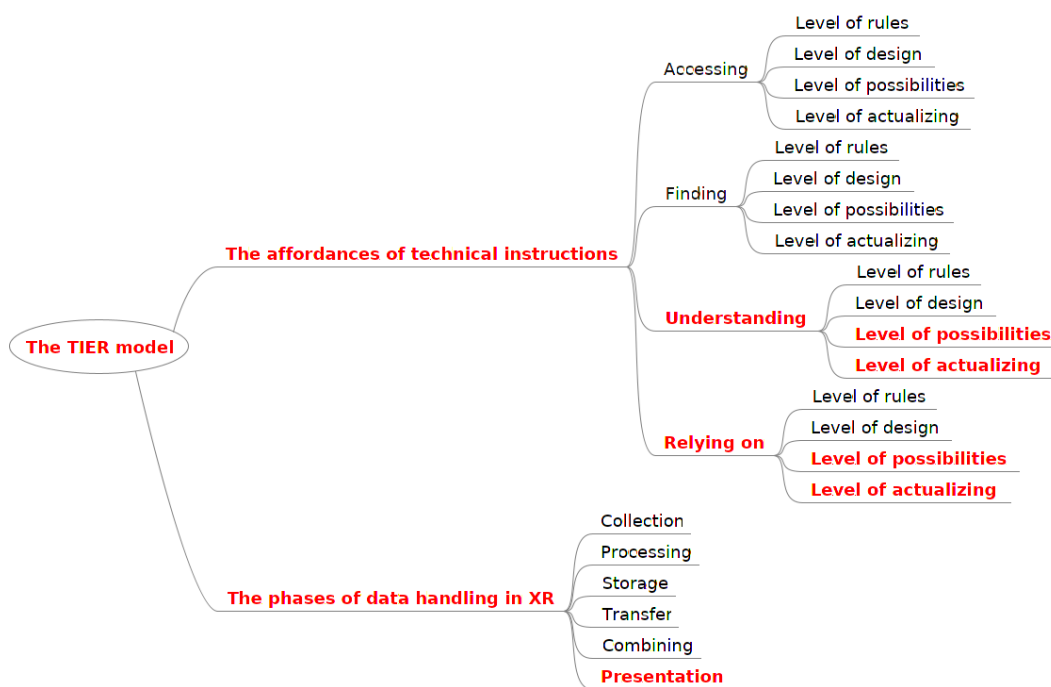 The TIER model
The affordances of technical instructions
Accessing
Level of rules
Level of design
Level of possibilities
Level of actualizing
Finding
Level of rules
Level of design
Level of possibilities
Level of actualizing
Understanding
Level of rules
Level of design
Level of possibilities
Level of actualizing
Relying on
Level of rules
Level of design
Level of possibilities
Level of actualizing
The phases of data handling in XR
Collection
Processing
Storage
Transfer
Combining
Presentation